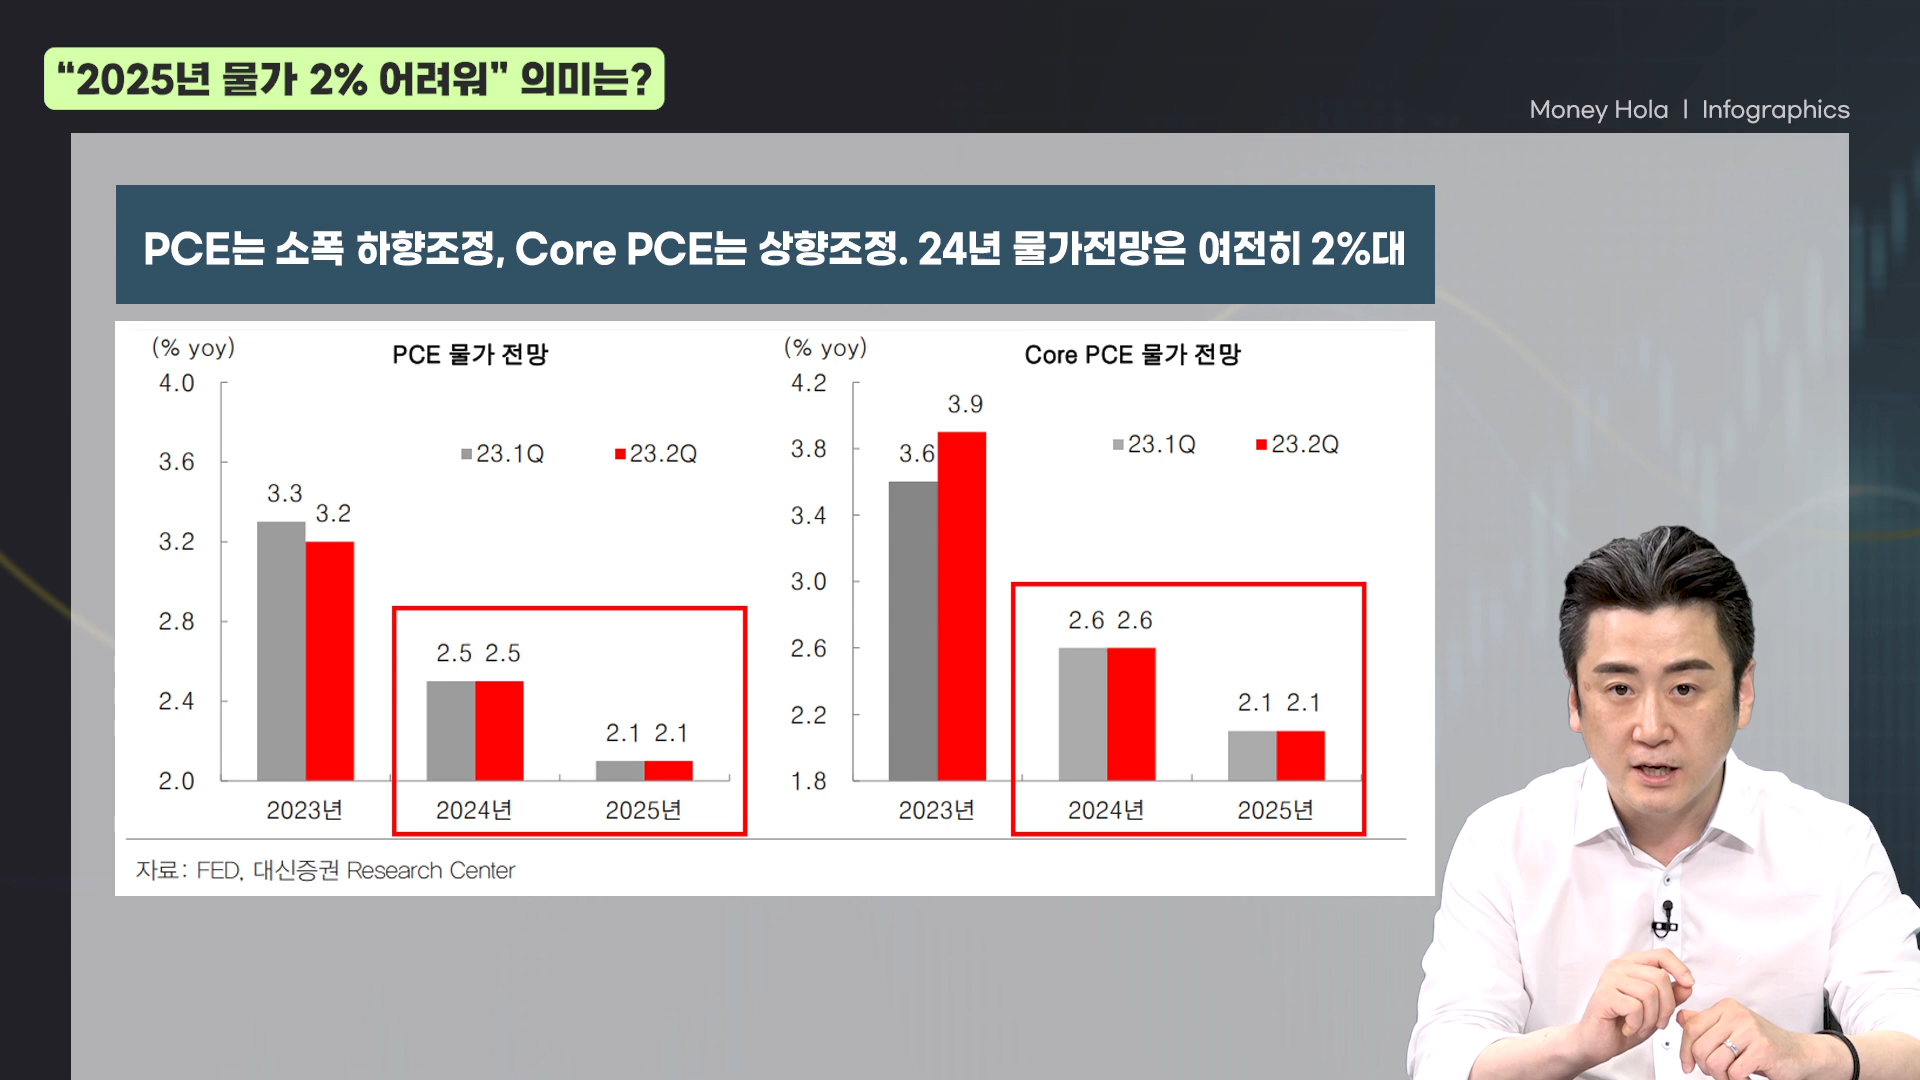 “2025년 물가 2% 어려워” 의미는?
Money Hola | Infographics
PCE는 소폭 하향조정, Core PCE는 상향조정. 24년 물가전망은 여전히 2%대
(% yoy)
PCE 물가 전망
4.0
3.6
3.2
2.8
2.4
2.0
23.1Q 23.2Q
3.3 3.2
2.5 2.5
2.1 2.1
2023년 2024년 2025년
(% yoy)
Core PCE 물가 전망
4.2
3.8
3.4
3.0
2.6
2.2
1.8
23.1Q 23.2Q
3.6 3.9
2.6 2.6
2.1 2.1
2023년 2024년 2025년
자료: FED, 대신증권 Research Center